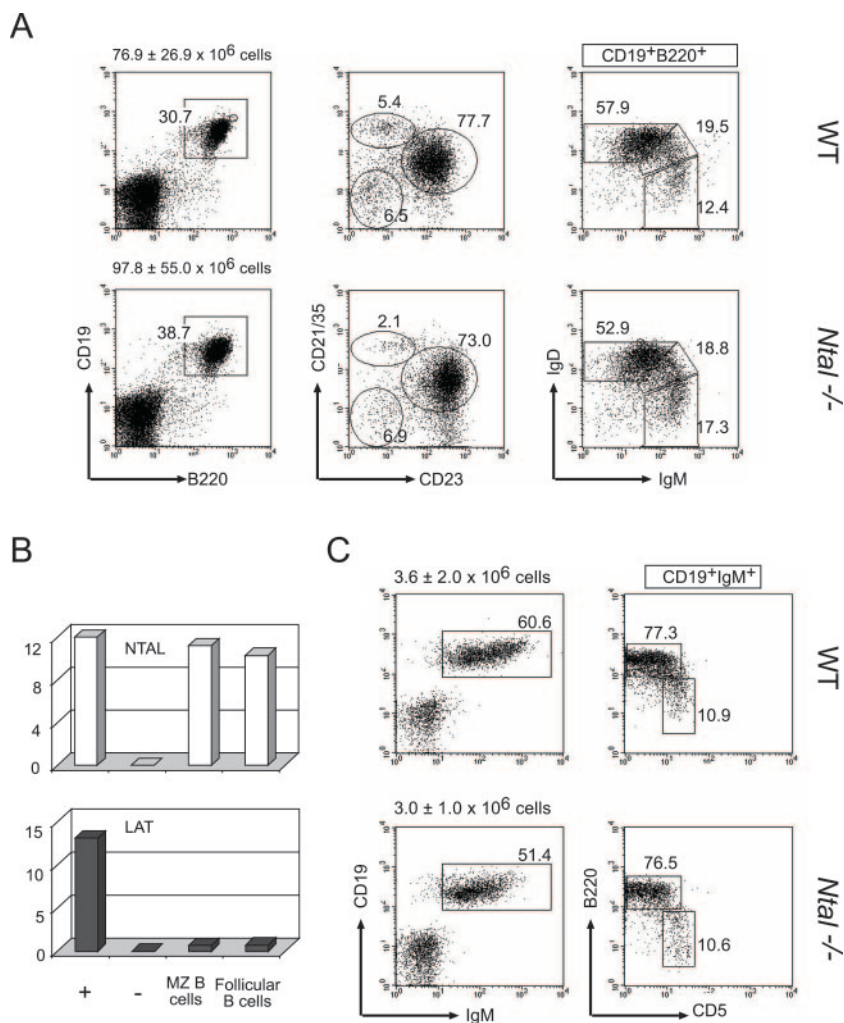 A
76.9 ± 26.9 x 10⁶ cells
CD19⁺B220⁺
10⁰ 10¹ 10² 10³ 10⁴
30.7
5.4
77.7
6.5
57.9
19.5
12.4
WT
97.8 ± 55.0 x 10⁶ cells
38.7
2.1
73.0
6.9
52.9
18.8
17.3
CD19
B220
CD21/35
CD23
IgD
IgM
Ntal -/-
B
12
8
4
0
NTAL
15
10
5
0
LAT
+
-
MZ B cells
Follicular B cells
C
3.6 ± 2.0 x 10⁶ cells
CD19⁺IgM⁺
60.6
77.3
10.9
WT
3.0 ± 1.0 x 10⁶ cells
51.4
76.5
10.6
CD19
IgM
B220
CD5
Ntal -/-